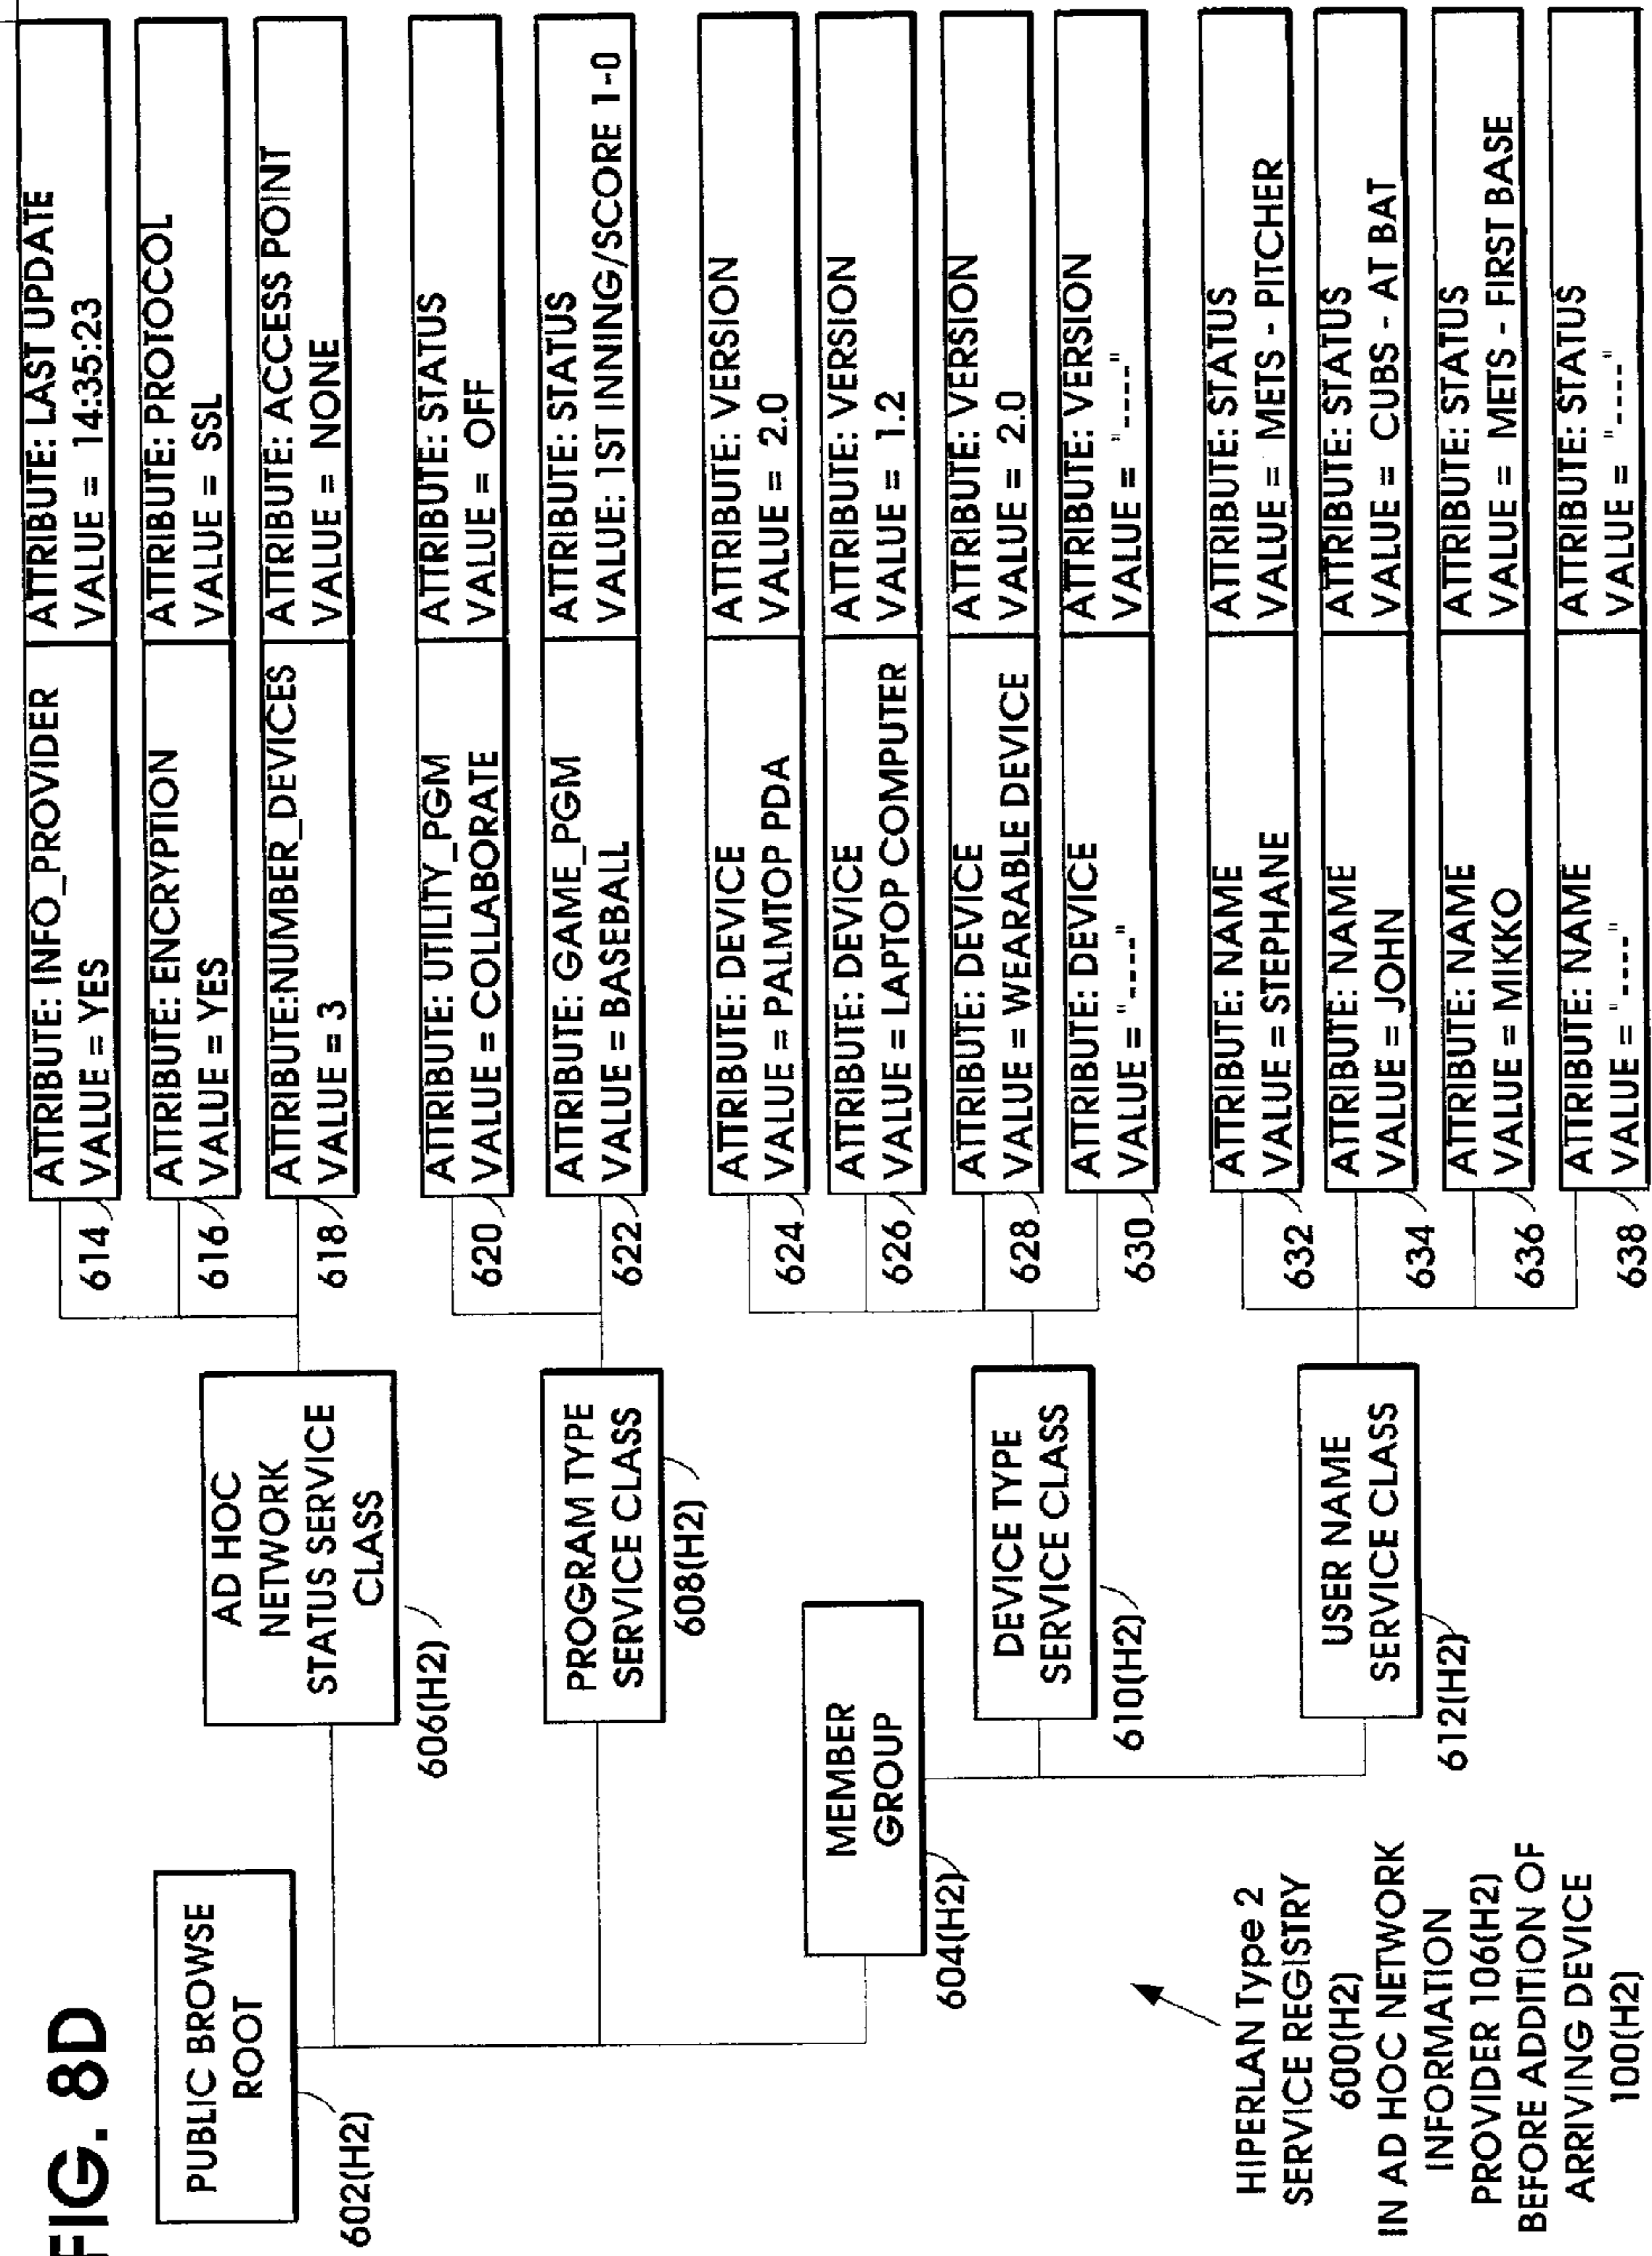 FIG. 8D
PUBLIC BROWSE
ROOT
602(H2)
AD HOC
NETWORK
STATUS SERVICE
CLASS
606(H2)
PROGRAM TYPE
SERVICE CLASS
608(H2)
MEMBER
GROUP
604(H2)
DEVICE TYPE
SERVICE CLASS
610(H2)
USER NAME
SERVICE CLASS
612(H2)
HIPERLAN Type 2
SERVICE REGISTRY
600(H2)
IN AD HOC NETWORK
INFORMATION
PROVIDER 106(H2)
BEFORE ADDITION OF
ARRIVING DEVICE
100(H2)
614
ATTRIBUTE: INFO_PROVIDER
VALUE = YES
ATTRIBUTE: LAST UPDATE
VALUE = 14:35:23
616
ATTRIBUTE: ENCRYPTION
VALUE = YES
ATTRIBUTE: PROTOCOL
VALUE = SSL
618
ATTRIBUTE:NUMBER_DEVICES
VALUE = 3
ATTRIBUTE: ACCESS POINT
VALUE = NONE
620
ATTRIBUTE: UTILITY_PGM
VALUE = COLLABORATE
ATTRIBUTE: STATUS
VALUE = OFF
622
ATTRIBUTE: GAME_PGM
VALUE = BASEBALL
ATTRIBUTE: STATUS
VALUE: 1ST INNING/SCORE 1-0
624
ATTRIBUTE: DEVICE
VALUE = PALMTOP PDA
ATTRIBUTE: VERSION
VALUE = 2.0
626
ATTRIBUTE: DEVICE
VALUE = LAPTOP COMPUTER
ATTRIBUTE: VERSION
VALUE = 1.2
628
ATTRIBUTE: DEVICE
VALUE = WEARABLE DEVICE
ATTRIBUTE: VERSION
VALUE = 2.0
630
ATTRIBUTE: DEVICE
VALUE = "----"
ATTRIBUTE: VERSION
VALUE = "----"
632
ATTRIBUTE: NAME
VALUE = STEPHANE
ATTRIBUTE: STATUS
VALUE = METS - PITCHER
634
ATTRIBUTE: NAME
VALUE = JOHN
ATTRIBUTE: STATUS
VALUE = CUBS - AT BAT
636
ATTRIBUTE: NAME
VALUE = MIKKO
ATTRIBUTE: STATUS
VALUE = METS - FIRST BASE
638
ATTRIBUTE: NAME
VALUE = "----"
ATTRIBUTE: STATUS
VALUE = "----"